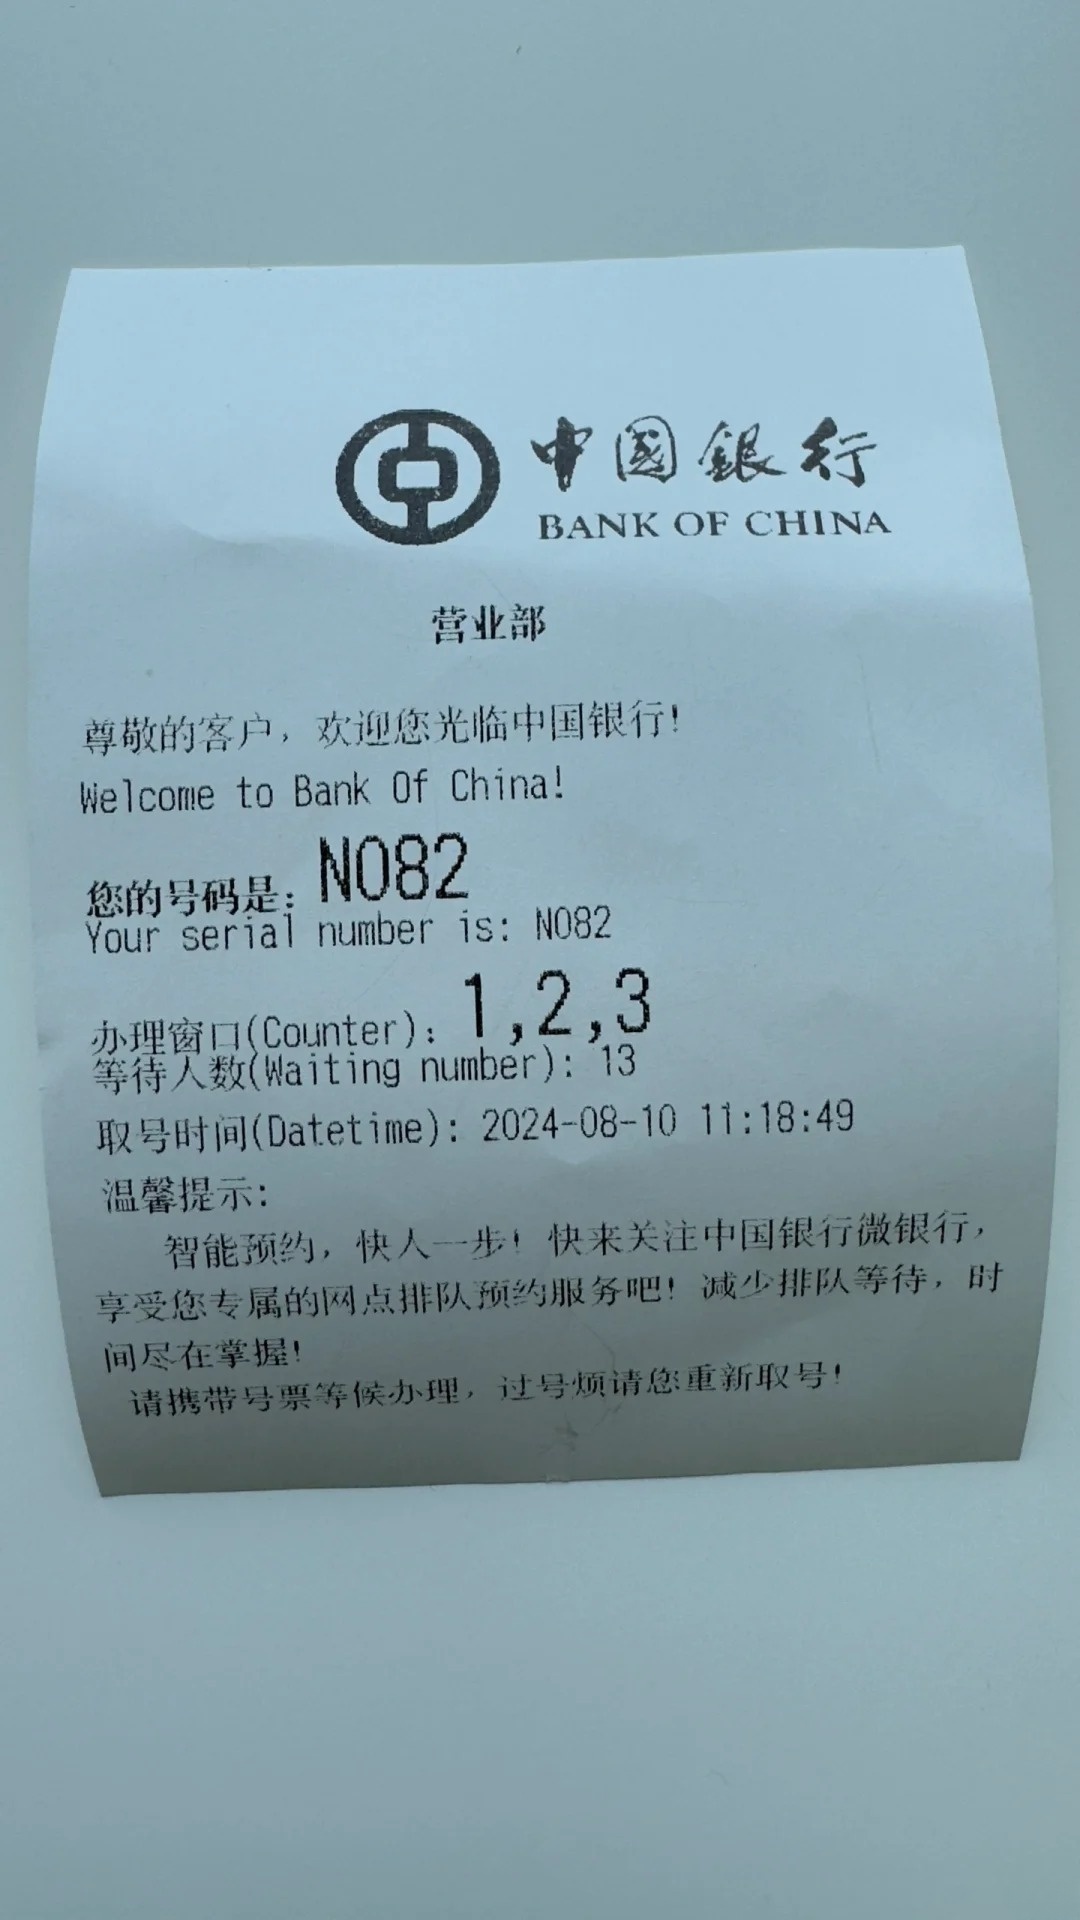 中国銀行
BANK OF CHINA
营业部
尊敬的客户，欢迎您光临中国银行！
Welcome to Bank Of China!
您的号码是：N082
Your serial number is: N082
办理窗口(Counter)：1,2,3
等待人数(Waiting number): 13
取号时间(Datetime): 2024-08-10 11:18:49
温馨提示:
智能预约，快人一步！快来关注中国银行微银行，
享受您专属的网点排队预约服务吧！减少排队等待，时
间尽在掌握！
请携带号票等候办理，过号烦请您重新取号！